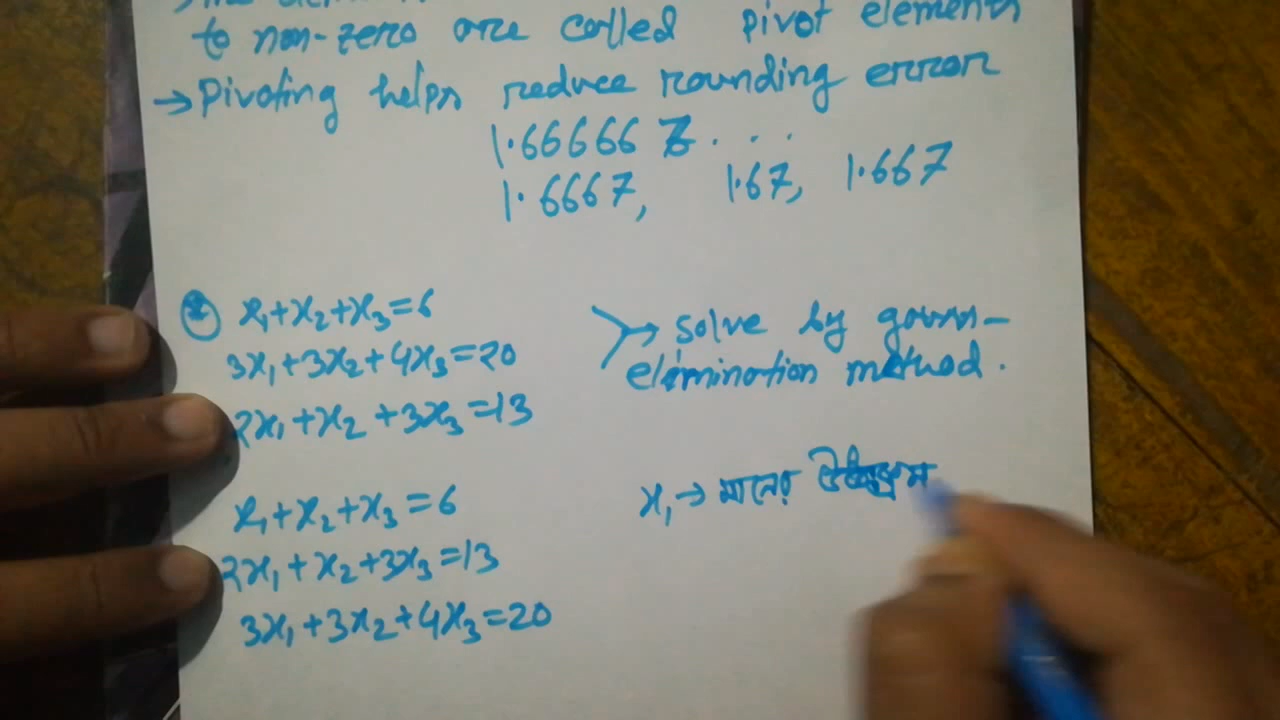 to non-zero are called pivot elements
→ Pivoting helps reduce rounding error
1.66666 7. . .
1.6667, 1.67, 1.667
x₁+x₂+x₃=6
3x₁+3x₂+4x₃=20
2x₁+x₂+3x₃=13
→ solve by gauss-
elimination method.
x₁+x₂+x₃=6
2x₁+x₂+3x₃=13
3x₁+3x₂+4x₃=20
x₁→ মানের